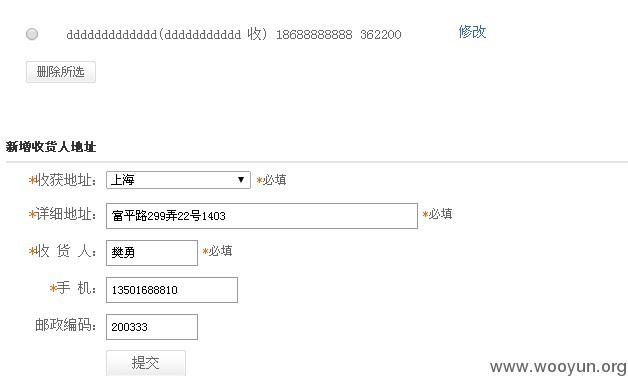 ddddddddddddd(ddddddddddd 收) 18688888888 362200 修改
删除所选
新增收货人地址
*收获地址: 上海 *必填
*详细地址: 富平路299弄22号1403 *必填
*收 货 人: 樊勇 *必填
*手 机: 13501688810
邮政编码: 200333
提交
www.wooyun.org